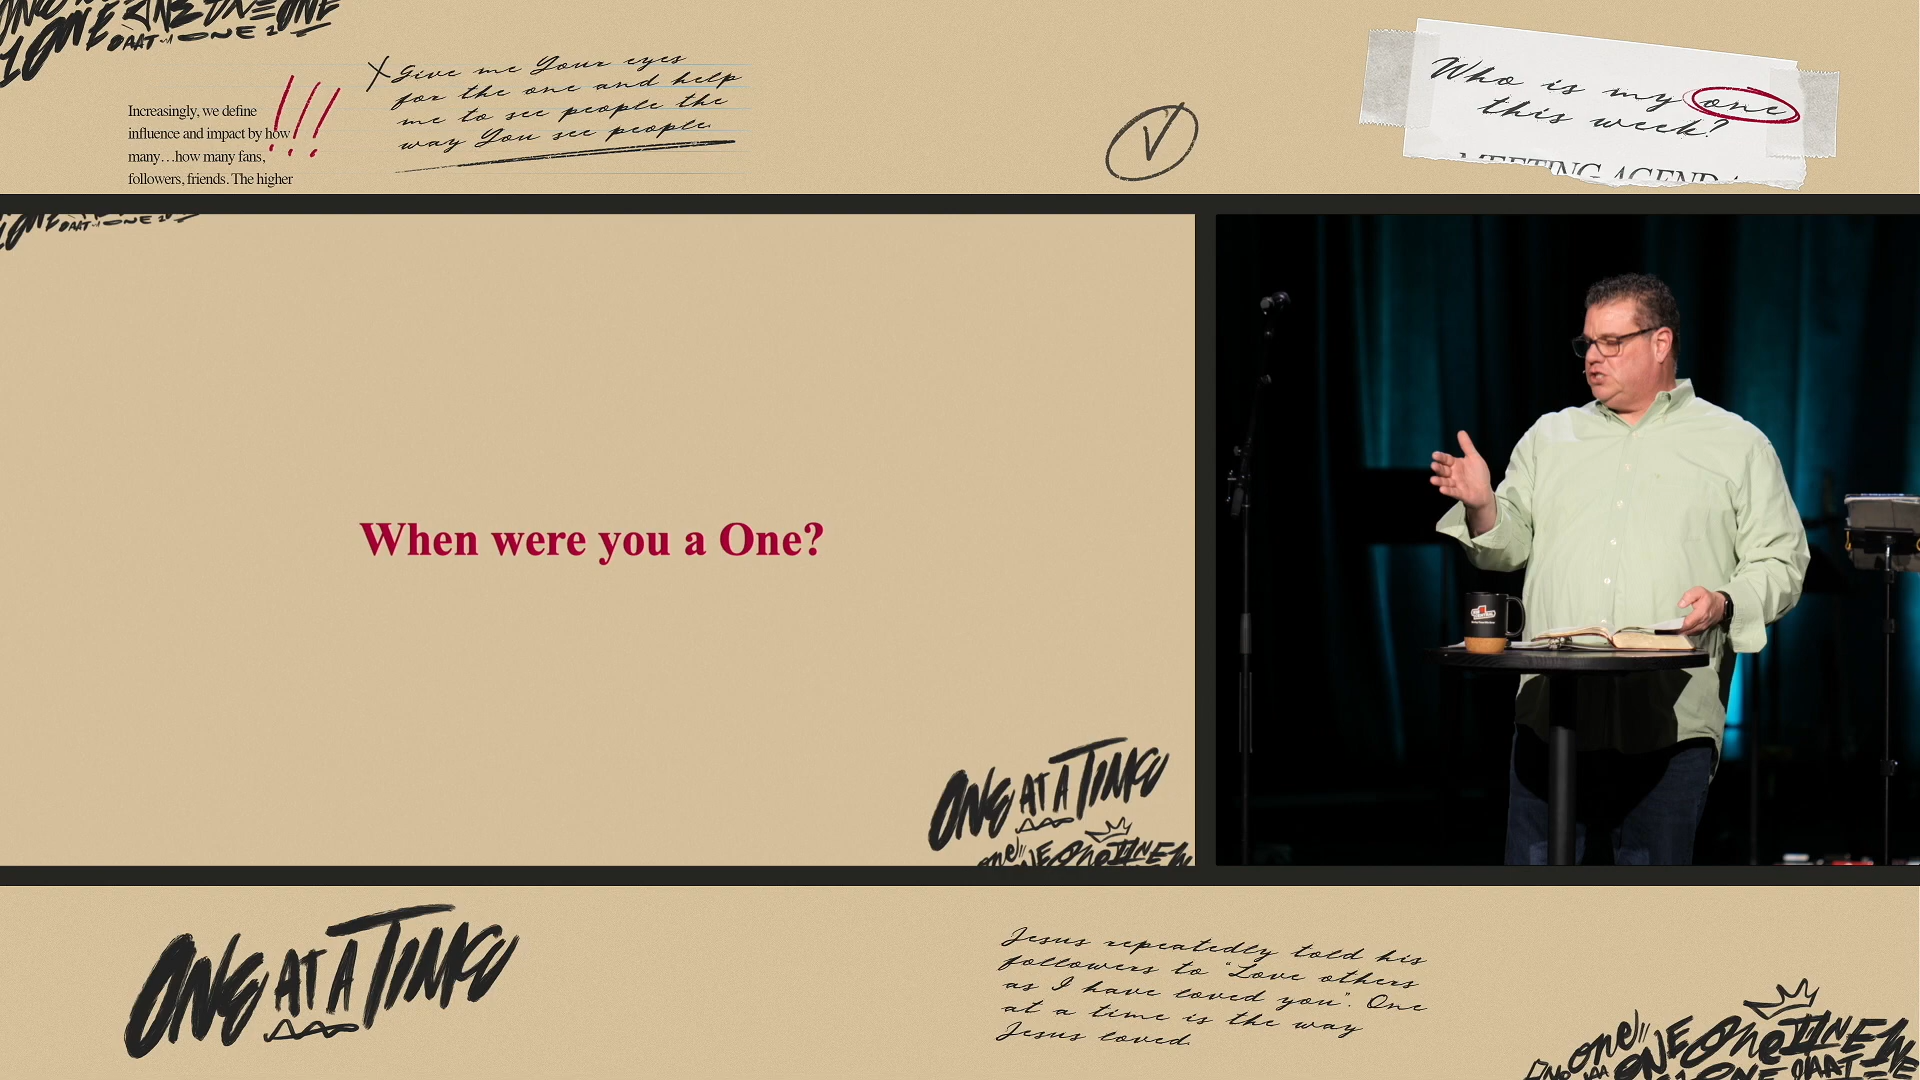 Increasingly, we define
influence and impact by how
many…how many fans,
followers, friends. The higher
!!!
Give me Your eyes
for the one and help
me to see people the
way You see people.
Who is my one
this week?
MEETING AGENDA
When were you a One?
ONE AT A TIME
ONE AT A TIME
Jesus repeatedly told his
followers to "Love others
as I have loved you". One
at a time is the way
Jesus loved.